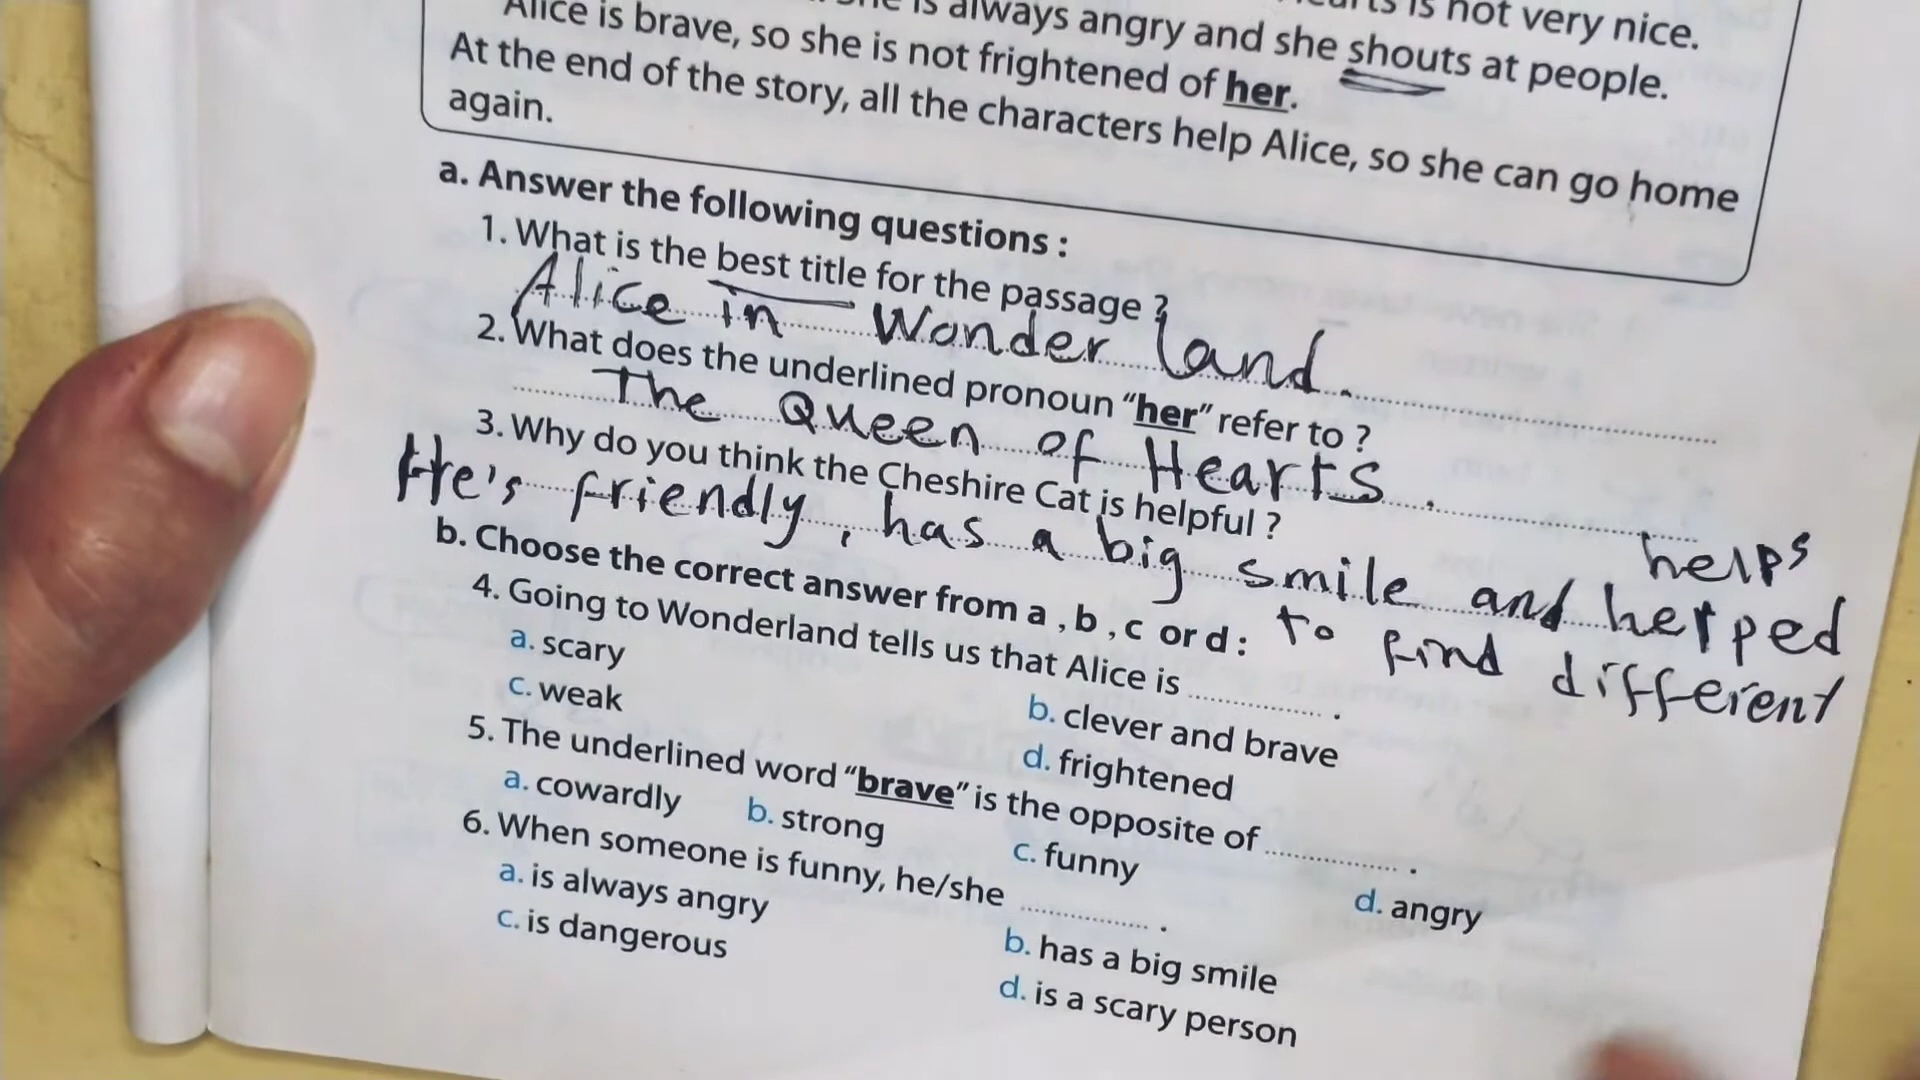 is not very nice.
is always angry and she shouts at people.
Alice is brave, so she is not frightened of her.
At the end of the story, all the characters help Alice, so she can go home
again.
a. Answer the following questions :
1. What is the best title for the passage ?
Alice in Wonder land.
2. What does the underlined pronoun "her" refer to ?
The Queen of Hearts.
3. Why do you think the Cheshire Cat is helpful ?
He's friendly, has a big smile and helped
helps
to find different
b. Choose the correct answer from a , b , c or d :
4. Going to Wonderland tells us that Alice is .................... .
a. scary
b. clever and brave
c. weak
d. frightened
5. The underlined word "brave" is the opposite of .................... .
a. cowardly b. strong c. funny d. angry
6. When someone is funny, he/she .................... .
a. is always angry
b. has a big smile
c. is dangerous
d. is a scary person